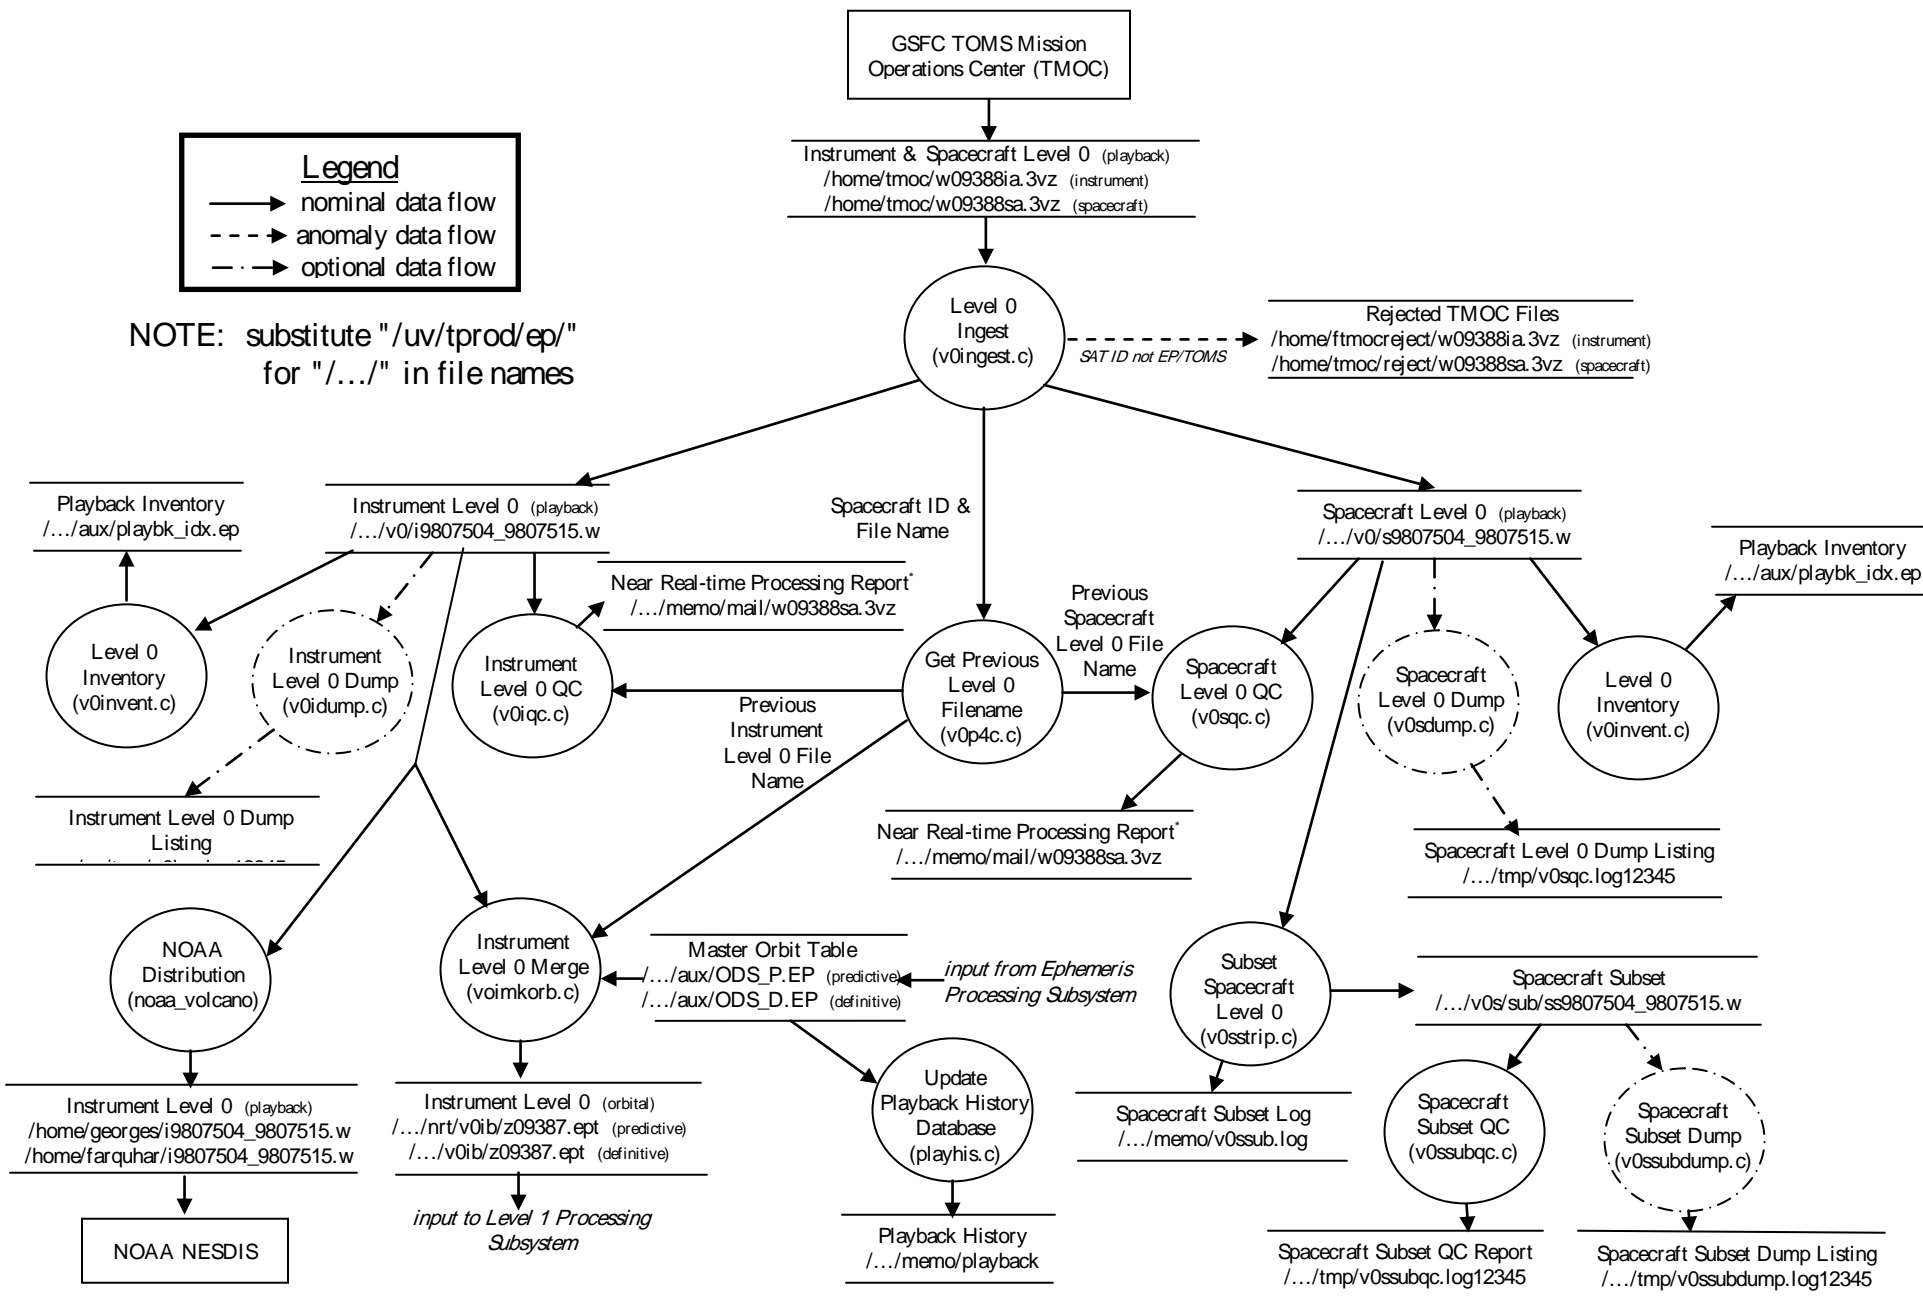 GSFC TOMS Mission
Operations Center (TMOC)
Instrument & Spacecraft Level 0 (playback)
/home/tmoc/w09388ia.3vz (instrument)
/home/tmoc/w09388sa.3vz (spacecraft)
Legend
nominal data flow
anomaly data flow
optional data flow
NOTE: substitute "/uv/tprod/ep/"
for "/.../" in file names
Level 0
Ingest
(v0ingest.c)
SAT ID not EP/TOMS
Rejected TMOC Files
/home/ftmocreject/w09388ia.3vz (instrument)
/home/tmoc/reject/w09388sa.3vz (spacecraft)
Playback Inventory
/.../aux/playbk_idx.ep
Instrument Level 0 (playback)
/.../v0/i9807504_9807515.w
Spacecraft ID &
File Name
Spacecraft Level 0 (playback)
/.../v0/s9807504_9807515.w
Playback Inventory
/.../aux/playbk_idx.ep
Near Real-time Processing Report*
/.../memo/mail/w09388sa.3vz
Level 0
Inventory
(v0invent.c)
Instrument
Level 0 Dump
(v0idump.c)
Instrument
Level 0 QC
(v0iqc.c)
Get Previous
Level 0
Filename
(v0p4c.c)
Previous
Spacecraft
Level 0 File
Name
Spacecraft
Level 0 QC
(v0sqc.c)
Spacecraft
Level 0 Dump
(v0sdump.c)
Level 0
Inventory
(v0invent.c)
Previous
Instrument
Level 0 File
Name
Instrument Level 0 Dump
Listing
Near Real-time Processing Report*
/.../memo/mail/w09388sa.3vz
Spacecraft Level 0 Dump Listing
/.../tmp/v0sqc.log12345
NOAA
Distribution
(noaa_volcano)
Instrument
Level 0 Merge
(voimkorb.c)
Master Orbit Table
/.../aux/ODS_P.EP (predictive)
/.../aux/ODS_D.EP (definitive)
input from Ephemeris
Processing Subsystem
Subset
Spacecraft
Level 0
(v0sstrip.c)
Spacecraft Subset
/.../v0s/sub/ss9807504_9807515.w
Instrument Level 0 (playback)
/home/georges/i9807504_9807515.w
/home/farquhar/i9807504_9807515.w
Instrument Level 0 (orbital)
/.../nrt/v0ib/z09387.ept (predictive)
/.../v0ib/z09387.ept (definitive)
Update
Playback History
Database
(playhis.c)
Spacecraft Subset Log
/.../memo/v0ssub.log
Spacecraft
Subset QC
(v0ssubqc.c)
Spacecraft
Subset Dump
(v0ssubdump.c)
NOAA NESDIS
input to Level 1 Processing
Subsystem
Playback History
/.../memo/playback
Spacecraft Subset QC Report
/.../tmp/v0ssubqc.log12345
Spacecraft Subset Dump Listing
/.../tmp/v0ssubdump.log12345